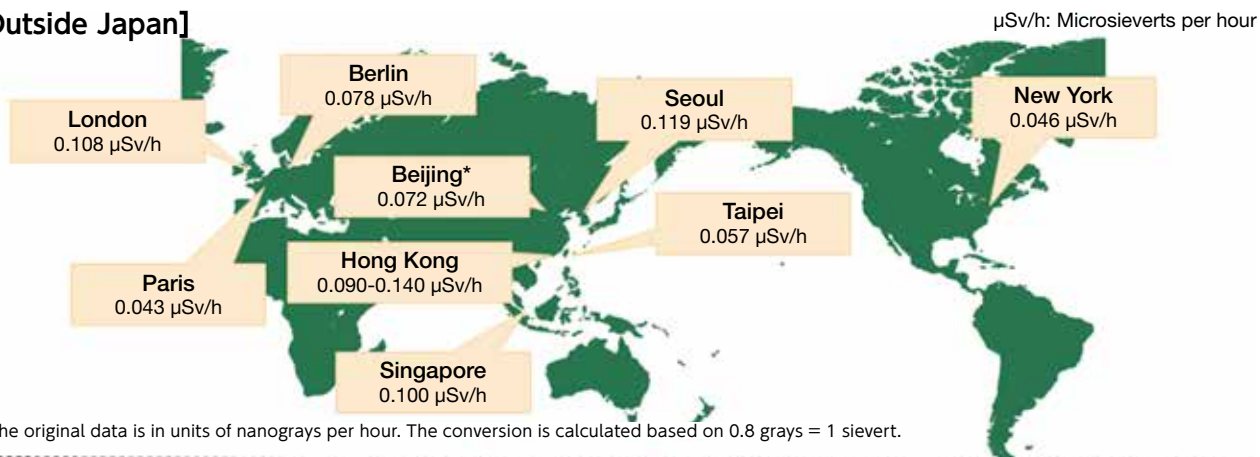 Outside Japan]
µSv/h: Microsieverts per hour
Berlin
0.078 µSv/h
London
0.108 µSv/h
Seoul
0.119 µSv/h
New York
0.046 µSv/h
Beijing*
0.072 µSv/h
Taipei
0.057 µSv/h
Hong Kong
0.090-0.140 µSv/h
Paris
0.043 µSv/h
Singapore
0.100 µSv/h
he original data is in units of nanograys per hour. The conversion is calculated based on 0.8 grays = 1 sievert.